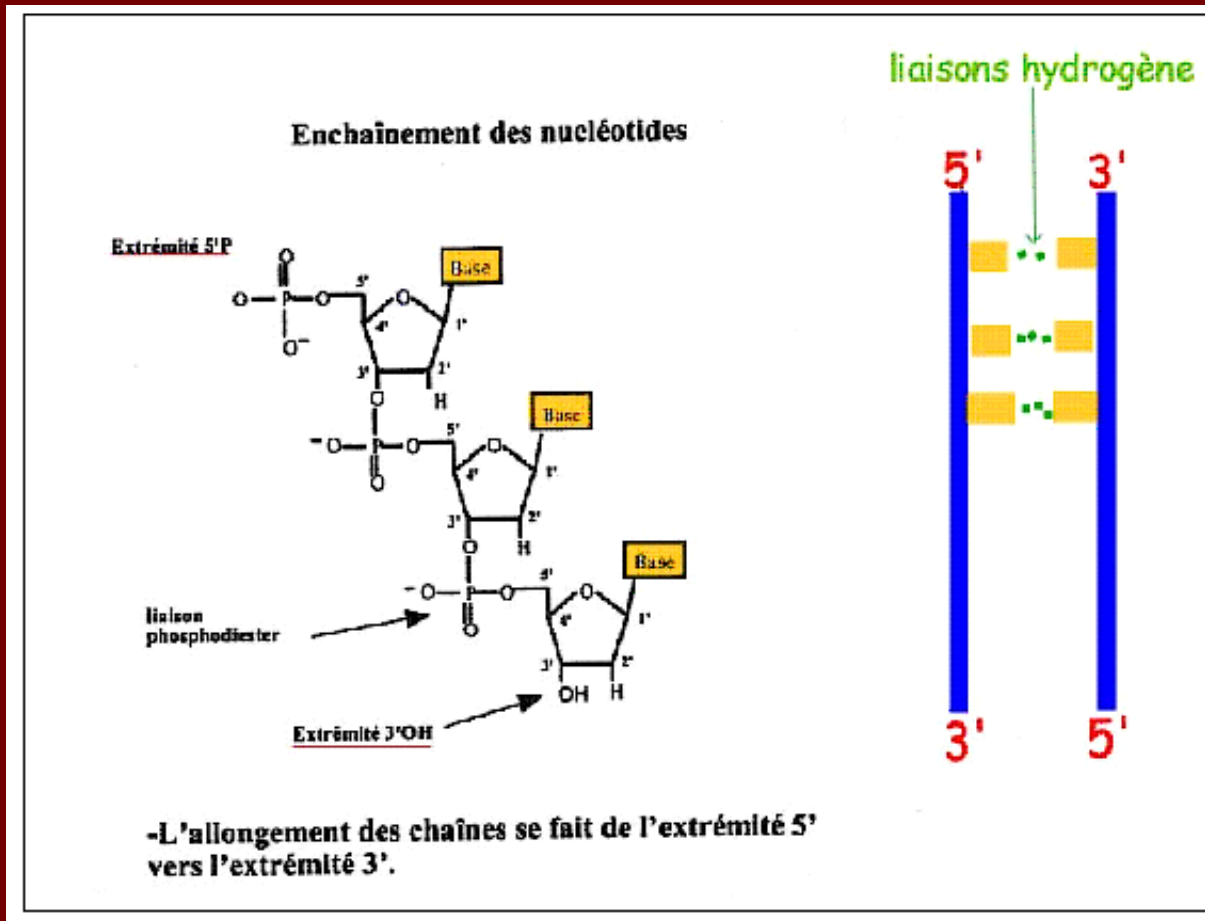 liaisons hydrogène
Enchaînement des nucléotides
5' 3'
Extrémité 5'P
O
O P O 5' O Base
O⁻ 4' 1'
3' 2'
O H
⁻O P O 5' O Base
O 4' 1'
3' 2'
O H
⁻O P O 5' O Base
O 4' 1'
3' 2'
OH H
liaison
phosphodiester
Extrémité 3'OH
3' 5'
-L'allongement des chaînes se fait de l'extrémité 5'
vers l'extrémité 3'.